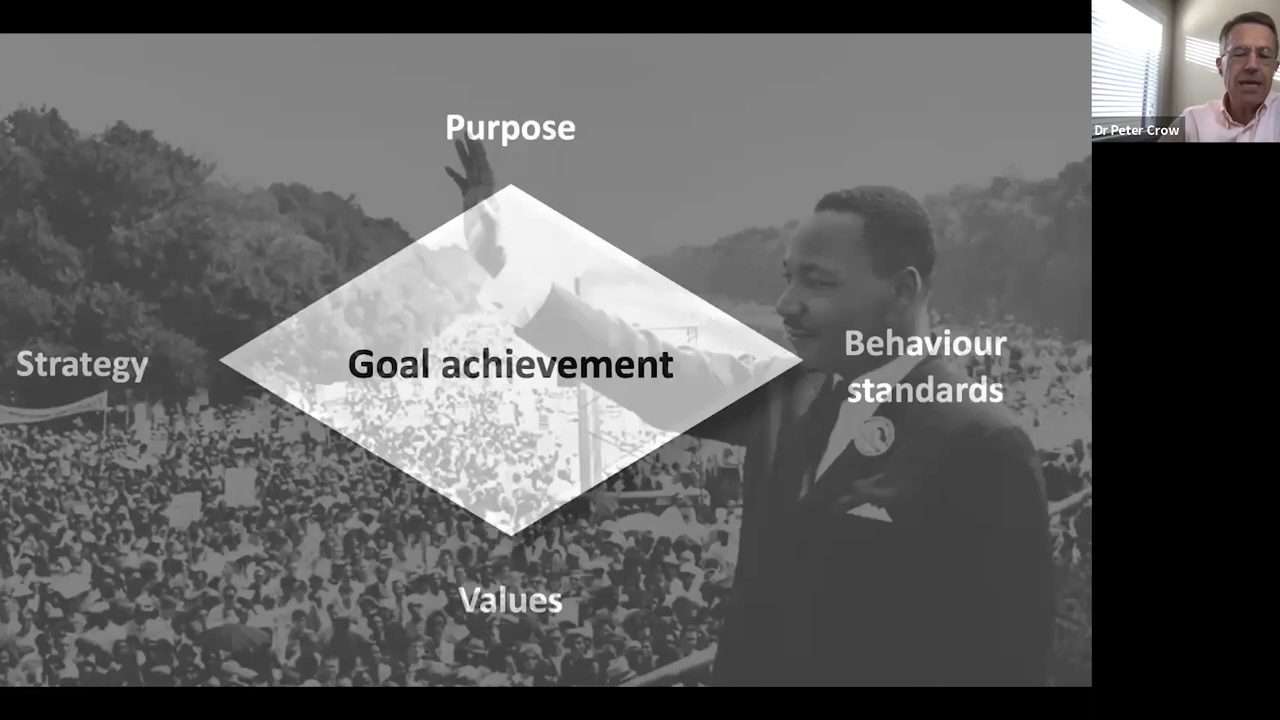 Purpose
Strategy
Goal achievement
Behaviour
standards
Values
Dr Peter Crow